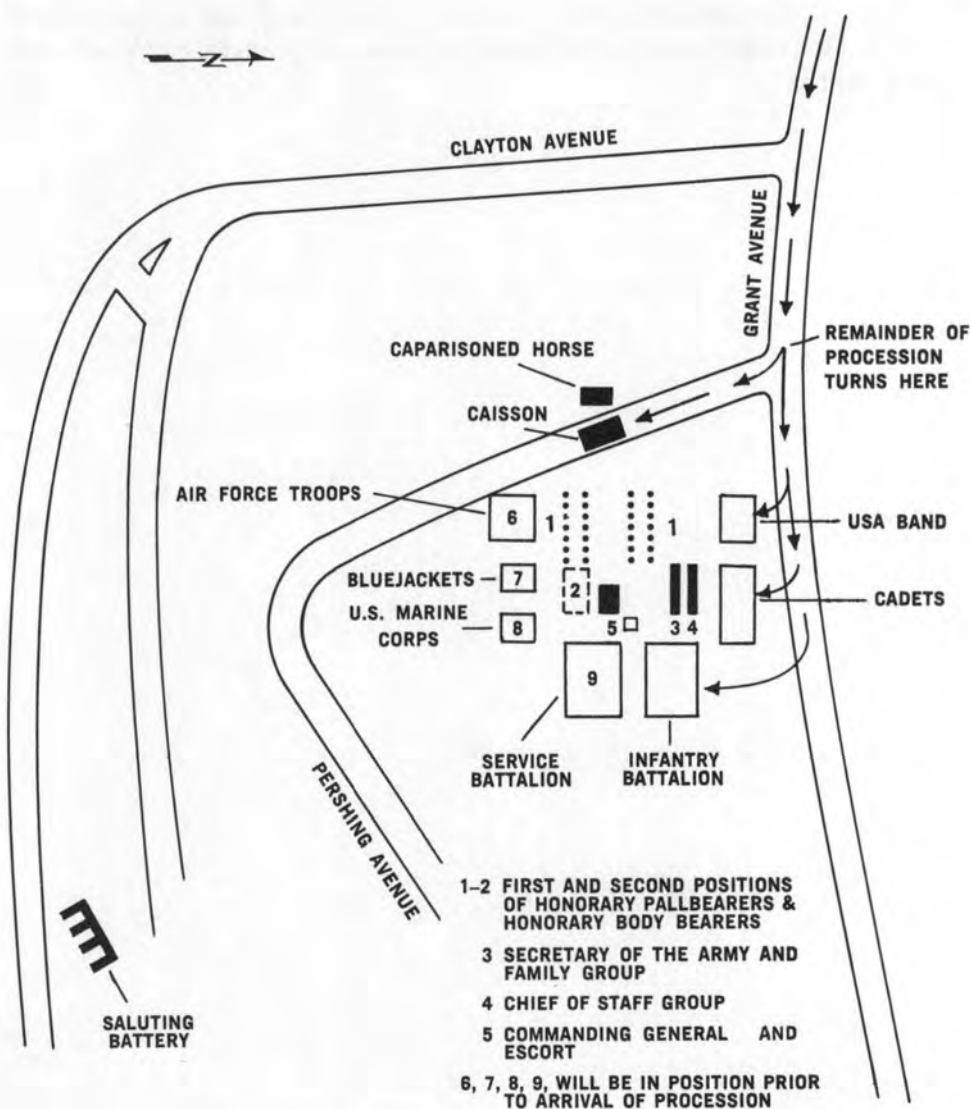 N
CLAYTON AVENUE
GRANT AVENUE
REMAINDER OF
PROCESSION
TURNS HERE
CAPARISONED HORSE
CAISSON
AIR FORCE TROOPS
6
1
1
USA BAND
BLUEJACKETS
7
2
U.S. MARINE
CORPS
8
5
3
4
CADETS
9
SERVICE
BATTALION
INFANTRY
BATTALION
PERSHING AVENUE
SALUTING
BATTERY
1–2 FIRST AND SECOND POSITIONS
OF HONORARY PALLBEARERS &
HONORARY BODY BEARERS
3 SECRETARY OF THE ARMY AND
FAMILY GROUP
4 CHIEF OF STAFF GROUP
5 COMMANDING GENERAL AND
ESCORT
6, 7, 8, 9, WILL BE IN POSITION PRIOR
TO ARRIVAL OF PROCESSION